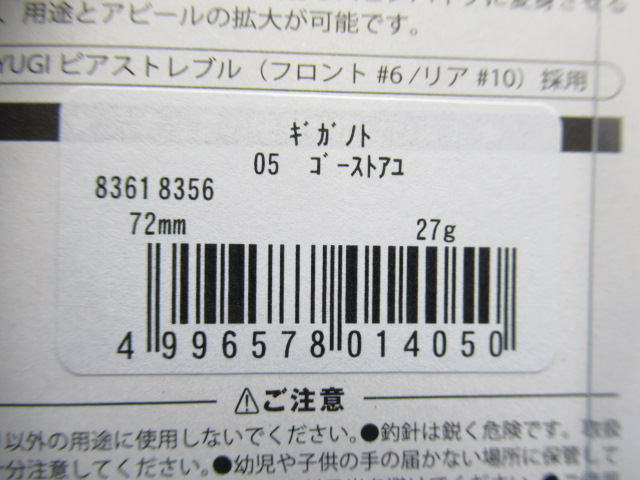 、用途とアピールの拡大が可能です。
YUGI ピアストレブル（フロント #6 /リア #10）採用
ｷﾞｶﾞﾉﾄ
05 ｺﾞｰｽﾄｱﾕ
8361 8356
72mm 27g
4 996578 014050
⚠ご注意
以外の用途に使用しないでください。●釣針は鋭く危険です。取扱
分注意してください。●幼児や子供の手の届かない場所に保管して